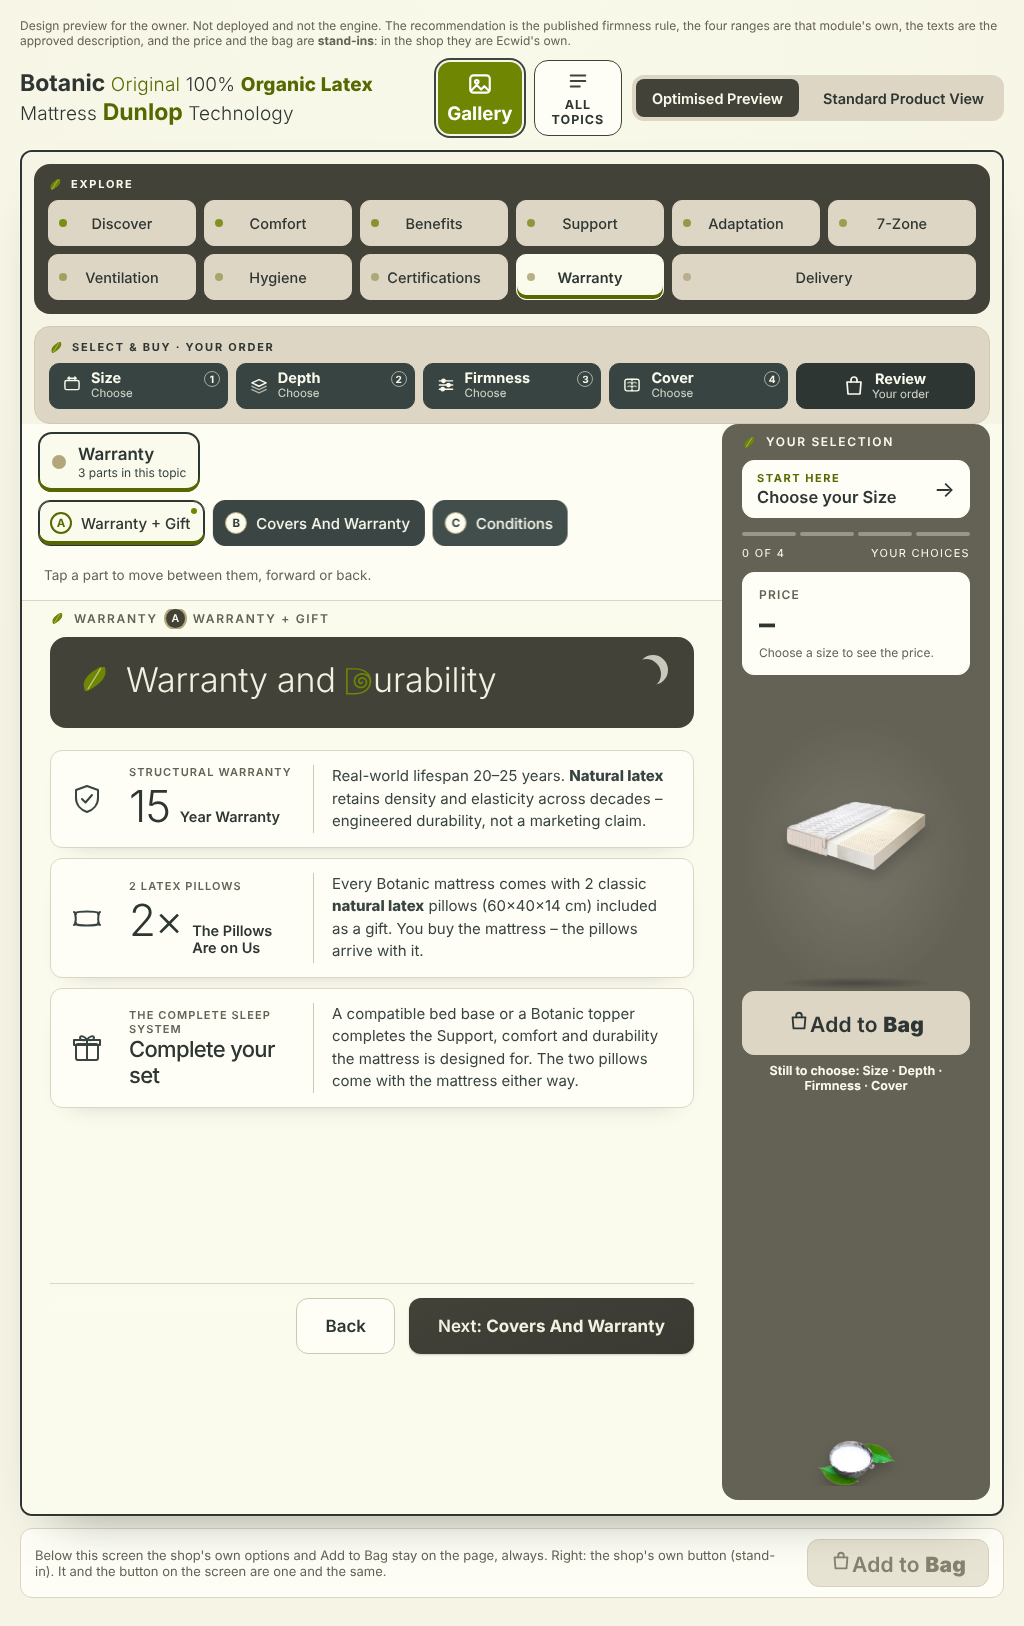 Design preview for the owner. Not deployed and not the engine. The recommendation is the published firmness rule, the four ranges are that module's own, the texts are the
approved description, and the price and the bag are stand-ins: in the shop they are Ecwid's own.
Botanic Original 100% Organic Latex
Mattress Dunlop Technology
Gallery
ALL
TOPICS
Optimised Preview
Standard Product View
EXPLORE
Discover
Comfort
Benefits
Support
Adaptation
7-Zone
Ventilation
Hygiene
Certifications
Warranty
Delivery
SELECT & BUY · YOUR ORDER
Size
Choose
1
Depth
Choose
2
Firmness
Choose
3
Cover
Choose
4
Review
Your order
Warranty
3 parts in this topic
A Warranty + Gift
B Covers And Warranty
C Conditions
Tap a part to move between them, forward or back.
WARRANTY A WARRANTY + GIFT
Warranty and Durability
STRUCTURAL WARRANTY
15 Year Warranty
Real-world lifespan 20–25 years. Natural latex
retains density and elasticity across decades –
engineered durability, not a marketing claim.
2 LATEX PILLOWS
2× The Pillows
Are on Us
Every Botanic mattress comes with 2 classic
natural latex pillows (60×40×14 cm) included
as a gift. You buy the mattress – the pillows
arrive with it.
THE COMPLETE SLEEP
SYSTEM
Complete your
set
A compatible bed base or a Botanic topper
completes the Support, comfort and durability
the mattress is designed for. The two pillows
come with the mattress either way.
Back
Next: Covers And Warranty
YOUR SELECTION
START HERE
Choose your Size
0 OF 4
YOUR CHOICES
PRICE
–
Choose a size to see the price.
Add to Bag
Still to choose: Size · Depth ·
Firmness · Cover
Below this screen the shop's own options and Add to Bag stay on the page, always. Right: the shop's own button (stand-
in). It and the button on the screen are one and the same.
Add to Bag